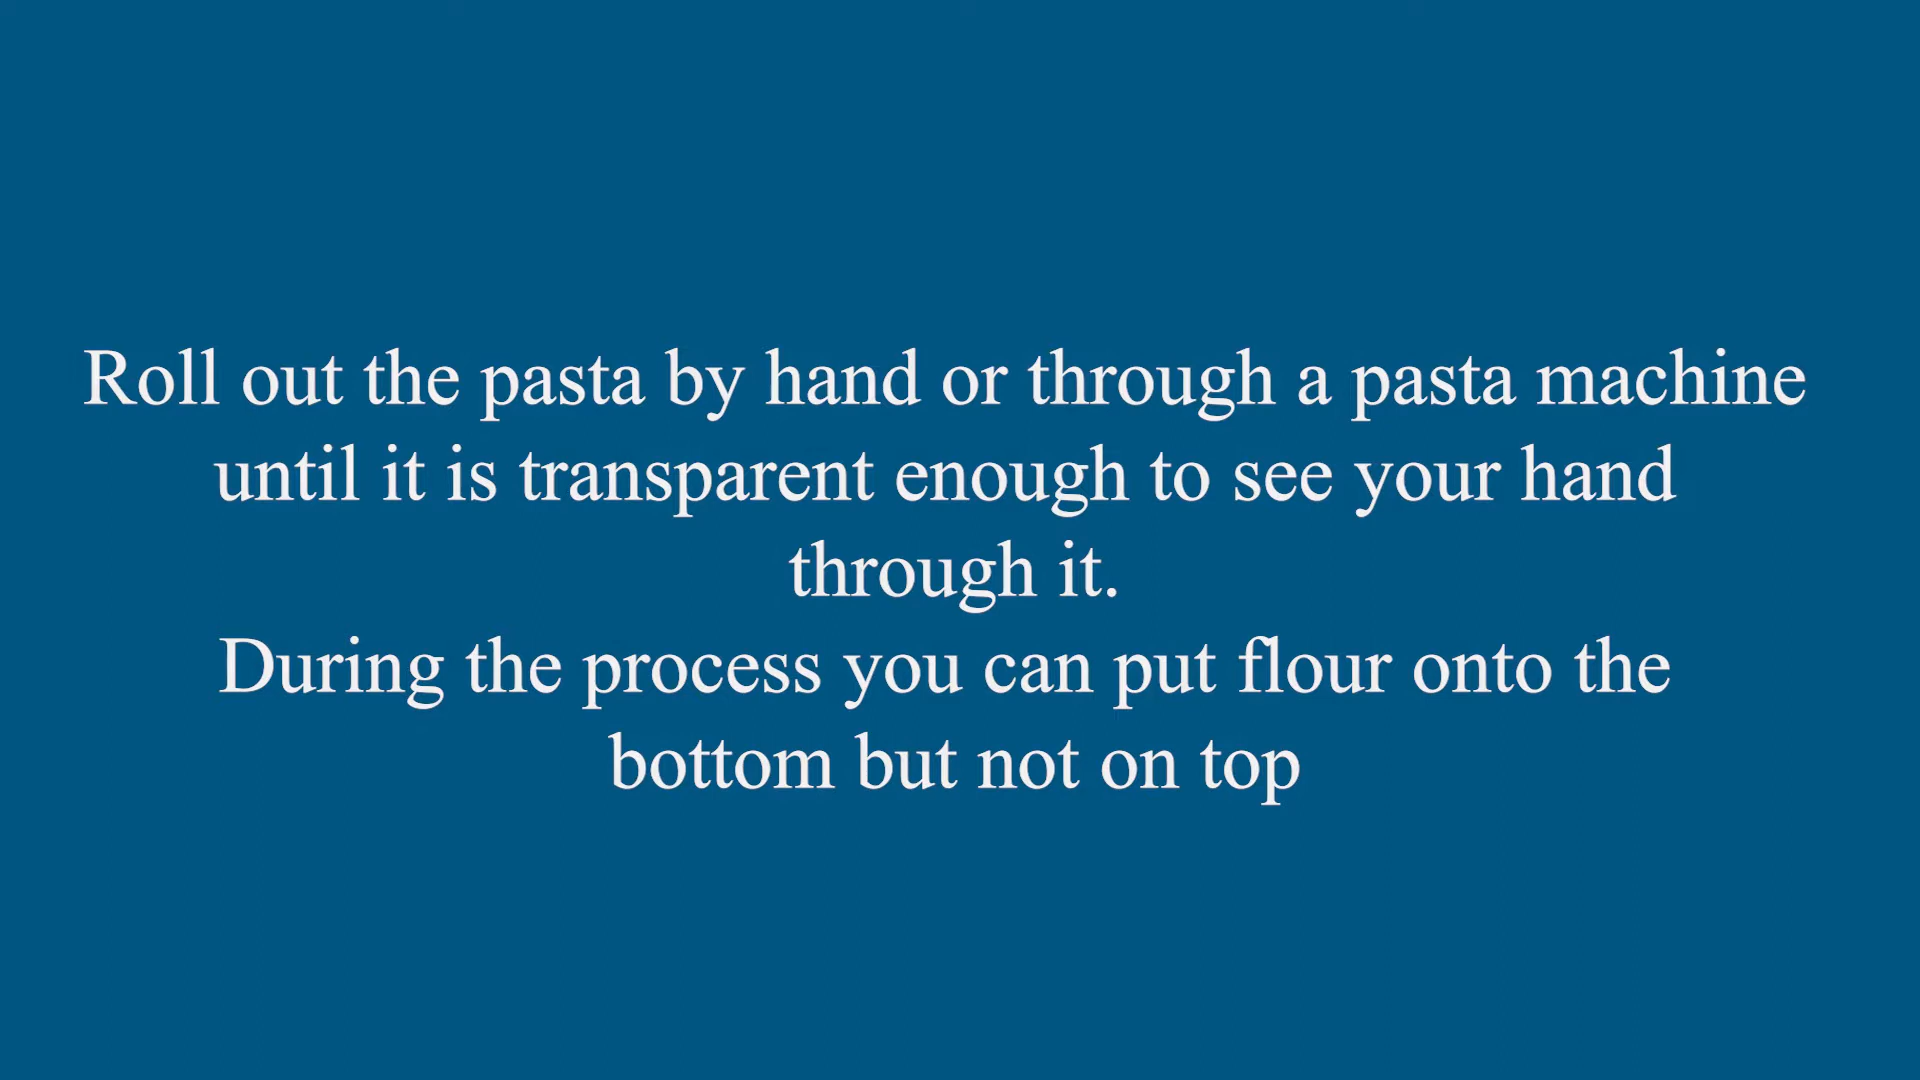 Roll out the pasta by hand or through a pasta machine
until it is transparent enough to see your hand
through it.
During the process you can put flour onto the
bottom but not on top